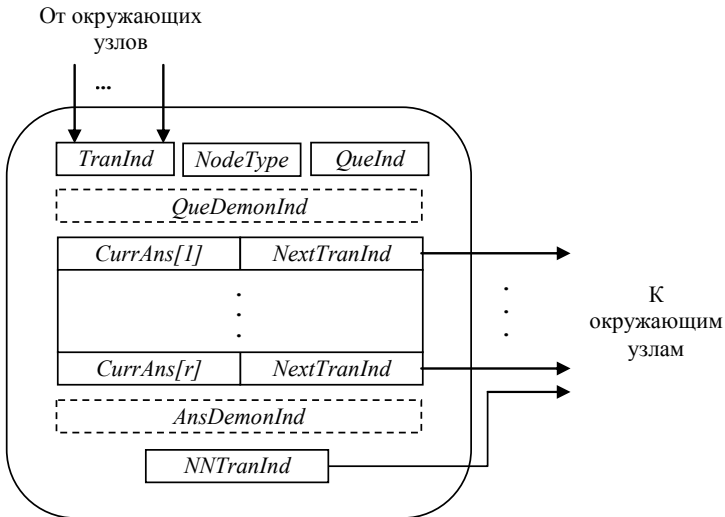 От окружающих
узлов
...
TranInd NodeType QueInd
QueDemonInd
CurrAns[1] NextTranInd
CurrAns[r] NextTranInd
К
окружающим
узлам
AnsDemonInd
NNTranInd